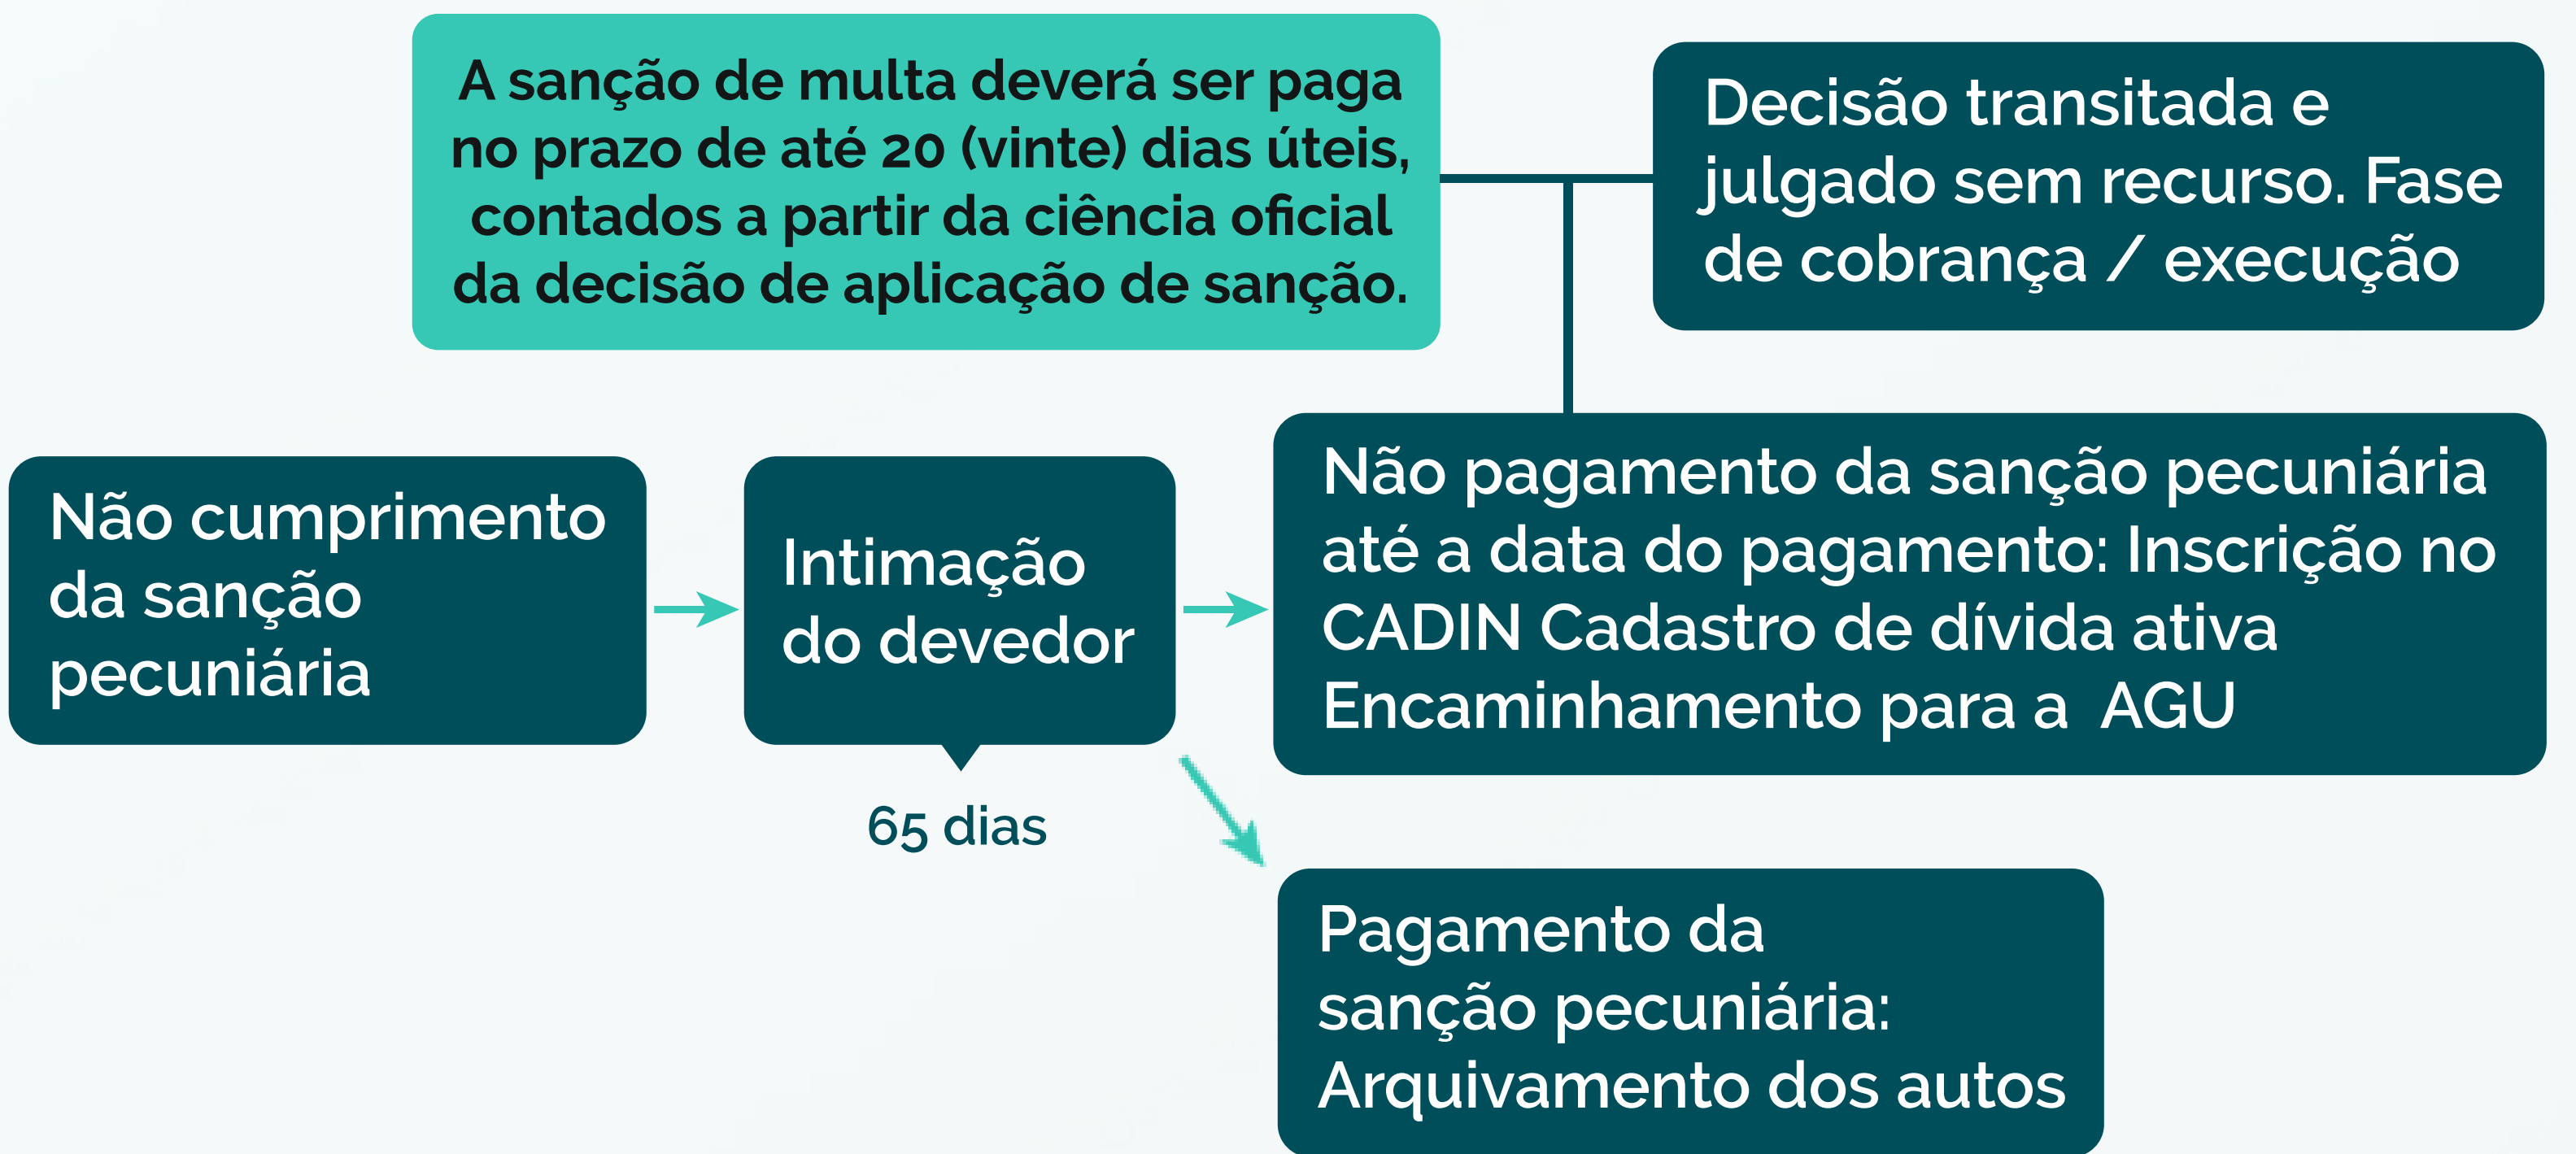 A sanção de multa deverá ser paga
no prazo de até 20 (vinte) dias úteis,
contados a partir da ciência oficial
da decisão de aplicação de sanção.
Decisão transitada e
julgado sem recurso. Fase
de cobrança / execução
Não cumprimento
da sanção
pecuniária
Intimação
do devedor
65 dias
Não pagamento da sanção pecuniária
até a data do pagamento: Inscrição no
CADIN Cadastro de dívida ativa
Encaminhamento para a AGU
Pagamento da
sanção pecuniária:
Arquivamento dos autos